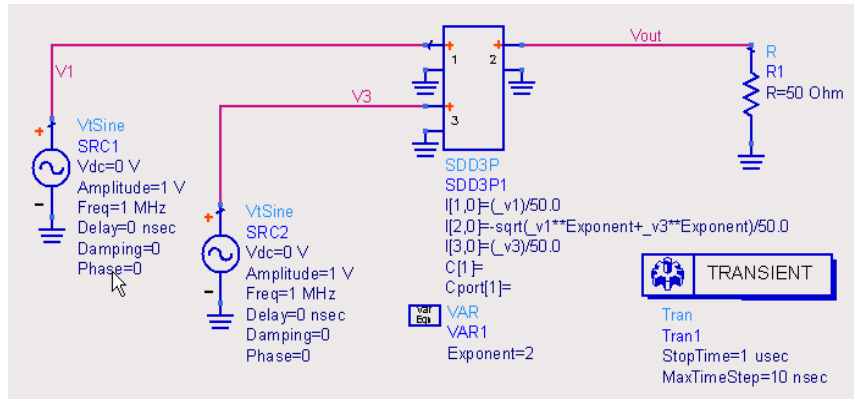 Vout
V1
V3
+
1
+
2
+
3
R
R1
R=50 Ohm
+
-
VtSine
SRC1
Vdc=0 V
Amplitude=1 V
Freq=1 MHz
Delay=0 nsec
Damping=0
Phase=0
+
-
VtSine
SRC2
Vdc=0 V
Amplitude=1 V
Freq=1 MHz
Delay=0 nsec
Damping=0
Phase=0
SDD3P
SDD3P1
I[1,0]=(_v1)/50.0
I[2,0]=-sqrt(_v1**Exponent+_v3**Exponent)/50.0
I[3,0]=(_v3)/50.0
C[1]=
Cport[1]=
Var
Eqn
VAR
VAR1
Exponent=2
TRANSIENT
Tran
Tran1
StopTime=1 usec
MaxTimeStep=10 nsec